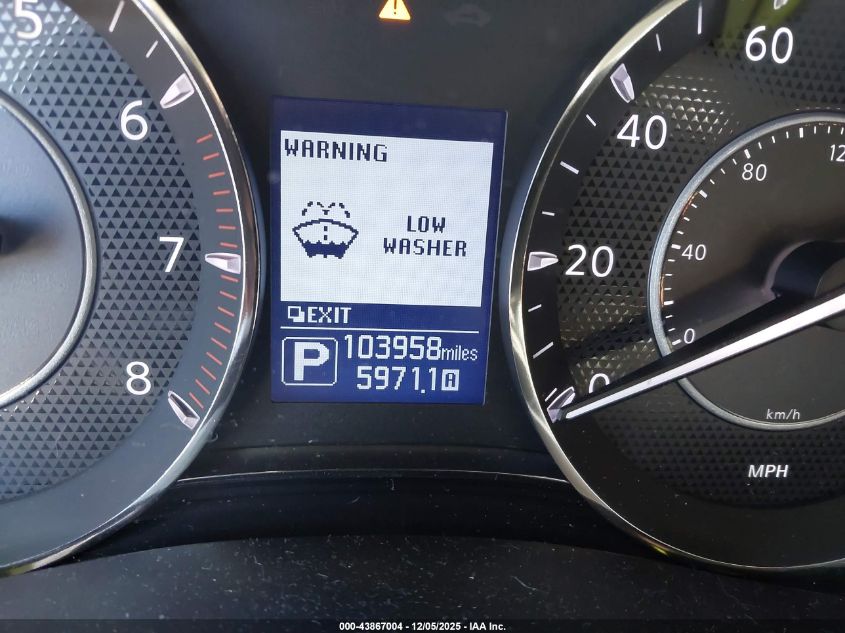 5
6
7
8
WARNING
LOW
WASHER
EXIT
P
103958miles
5971.1 A
60
40
20
0
80
40
0
km/h
MPH
000-43867004 - 12/05/2025 - IAA Inc.